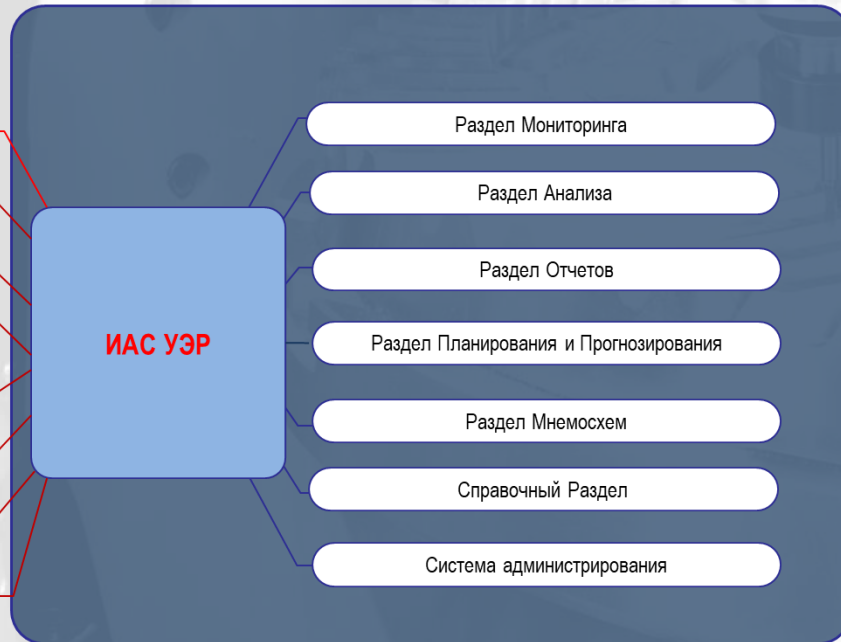 Раздел Мониторинга
Раздел Анализа
Раздел Отчетов
ИАС УЭР
Раздел Планирования и Прогнозирования
Раздел Мнемосхем
Справочный Раздел
Система администрирования